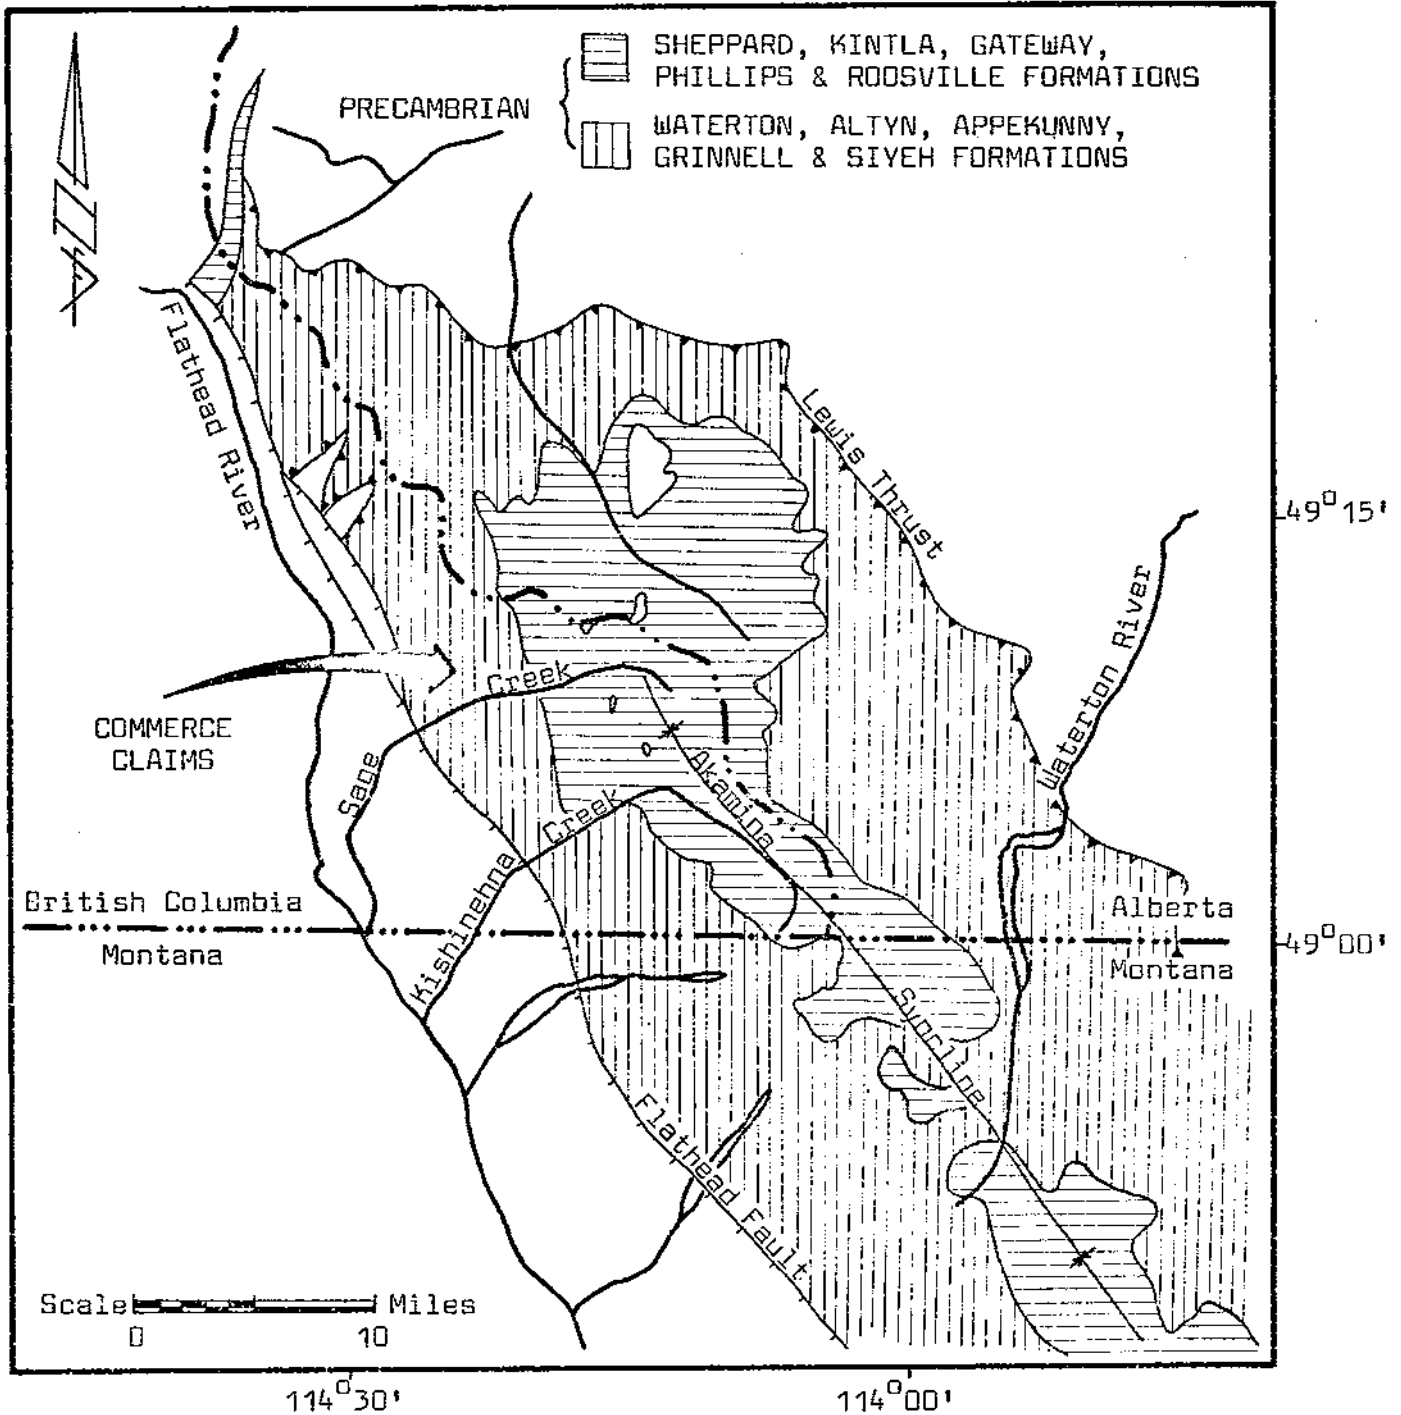 SHEPPARD, KINTLA, GATEWAY,
PHILLIPS & ROOSVILLE FORMATIONS
PRECAMBRIAN
WATERTON, ALTYN, APPEKUNNY,
GRINNELL & SIYEH FORMATIONS
N
Flathead River
Lewis Thrust
49° 15'
Waterton River
COMMERCE
CLAIMS
Sage
Creek
Akamina
Syncline
Kishinehna
Creek
British Columbia
Montana
Alberta
Montana
49° 00'
Flathead Fault
Scale
Miles
0
10
114° 30'
114° 00'